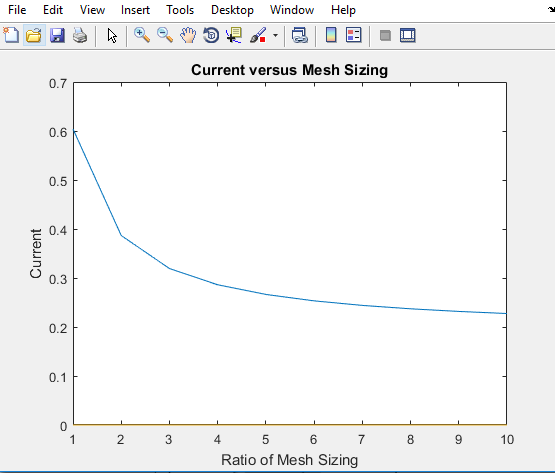 File Edit View Insert Tools Desktop Window Help
Current versus Mesh Sizing
0.7
0.6
0.5
0.4
0.3
0.2
0.1
0
Current
1 2 3 4 5 6 7 8 9 10
Ratio of Mesh Sizing